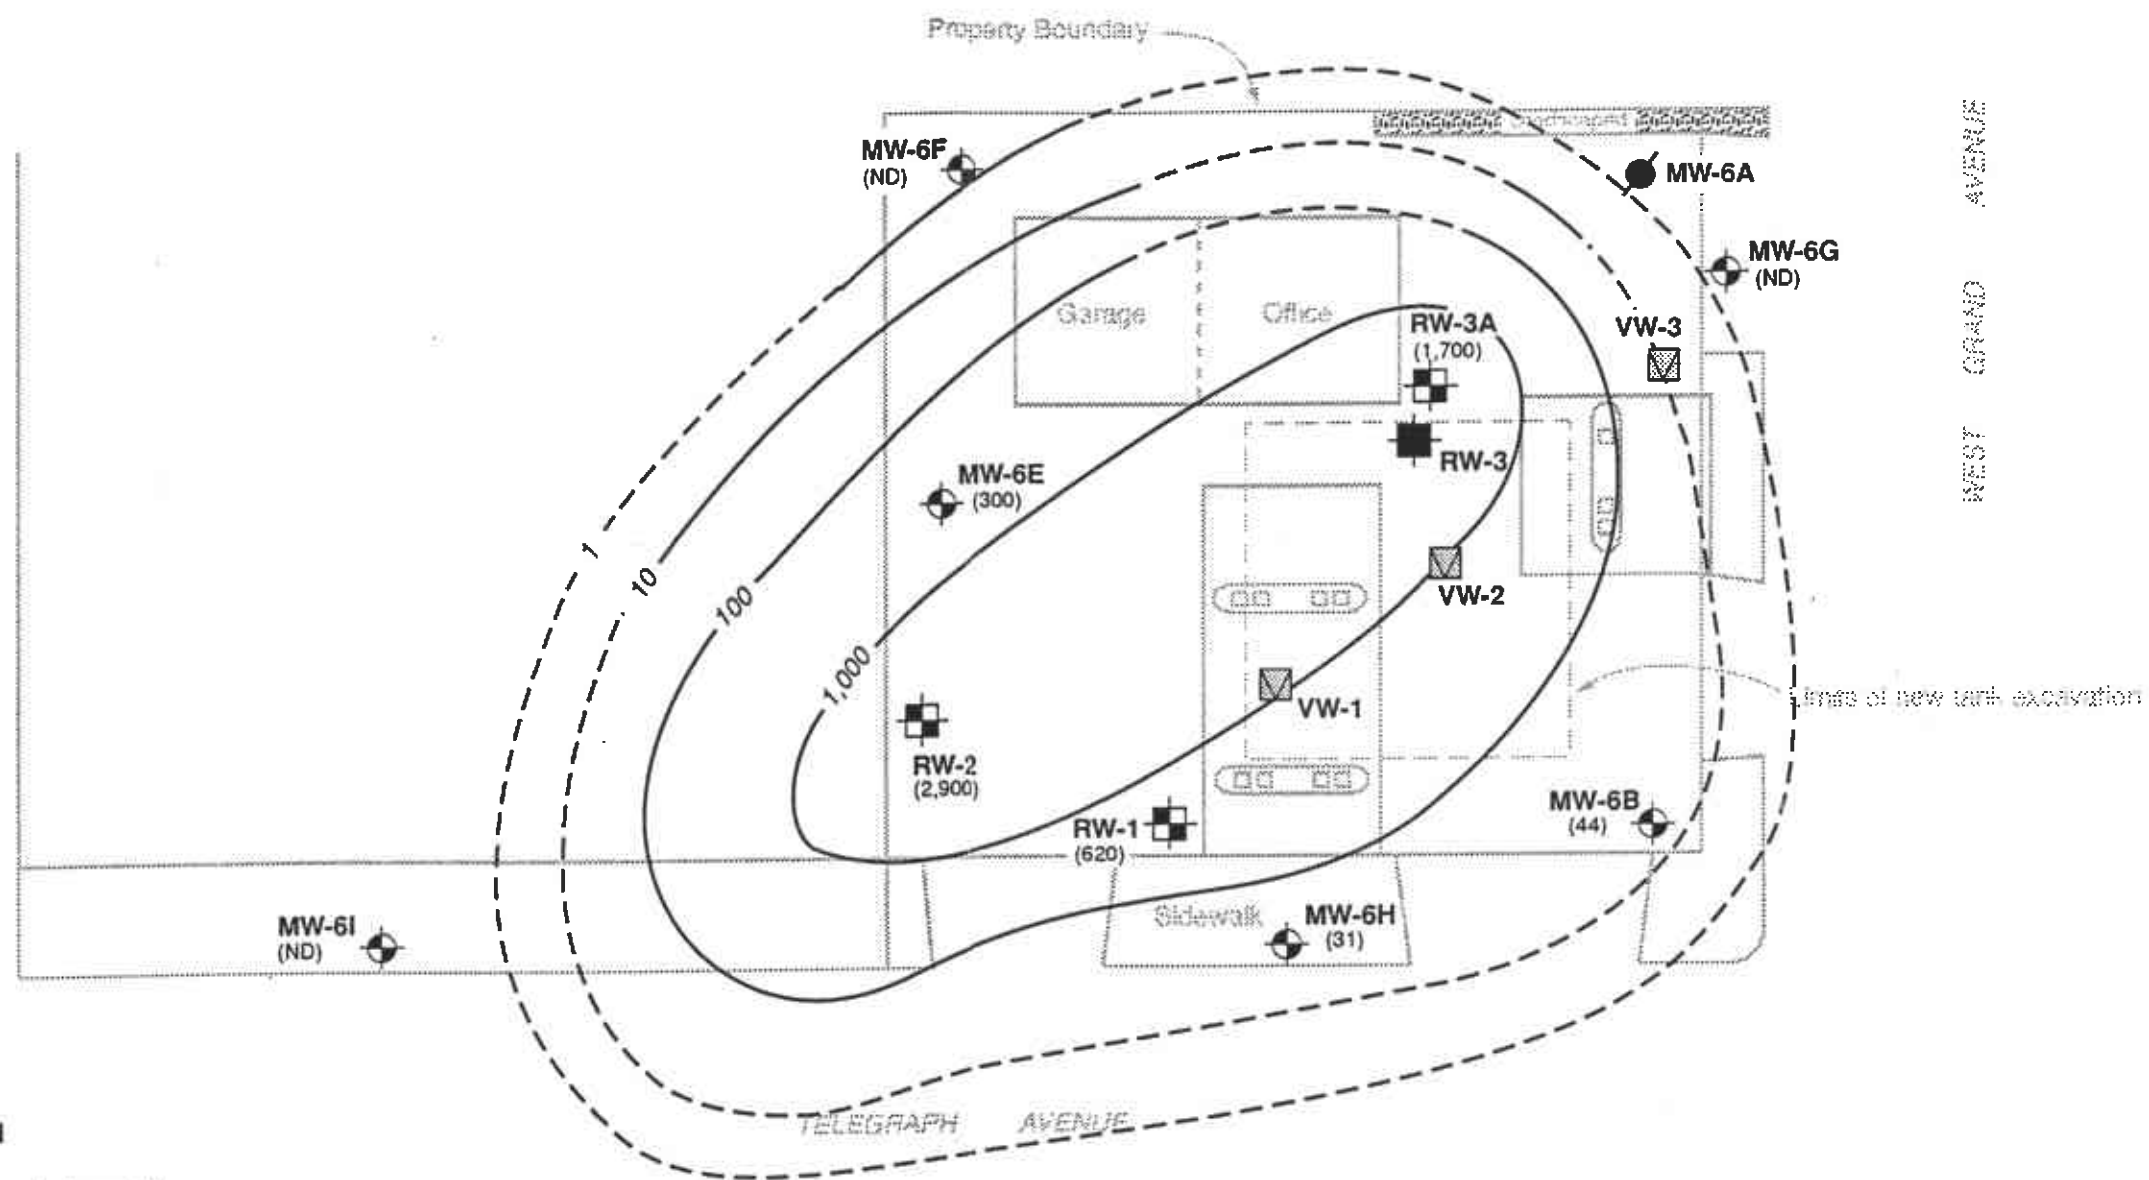 Property Boundary
MW-6F
(ND)
MW-6A
MW-6G
(ND)
WEST GRAND AVENUE
Garage
Office
RW-3A
(1,700)
VW-3
RW-3
MW-6E
(300)
1
10
100
1,000
VW-2
VW-1
Limits of new tank excavation
RW-2
(2,900)
RW-1
(620)
MW-6B
(44)
MW-6I
(ND)
Sidewalk
MW-6H
(31)
TELEGRAPH AVENUE